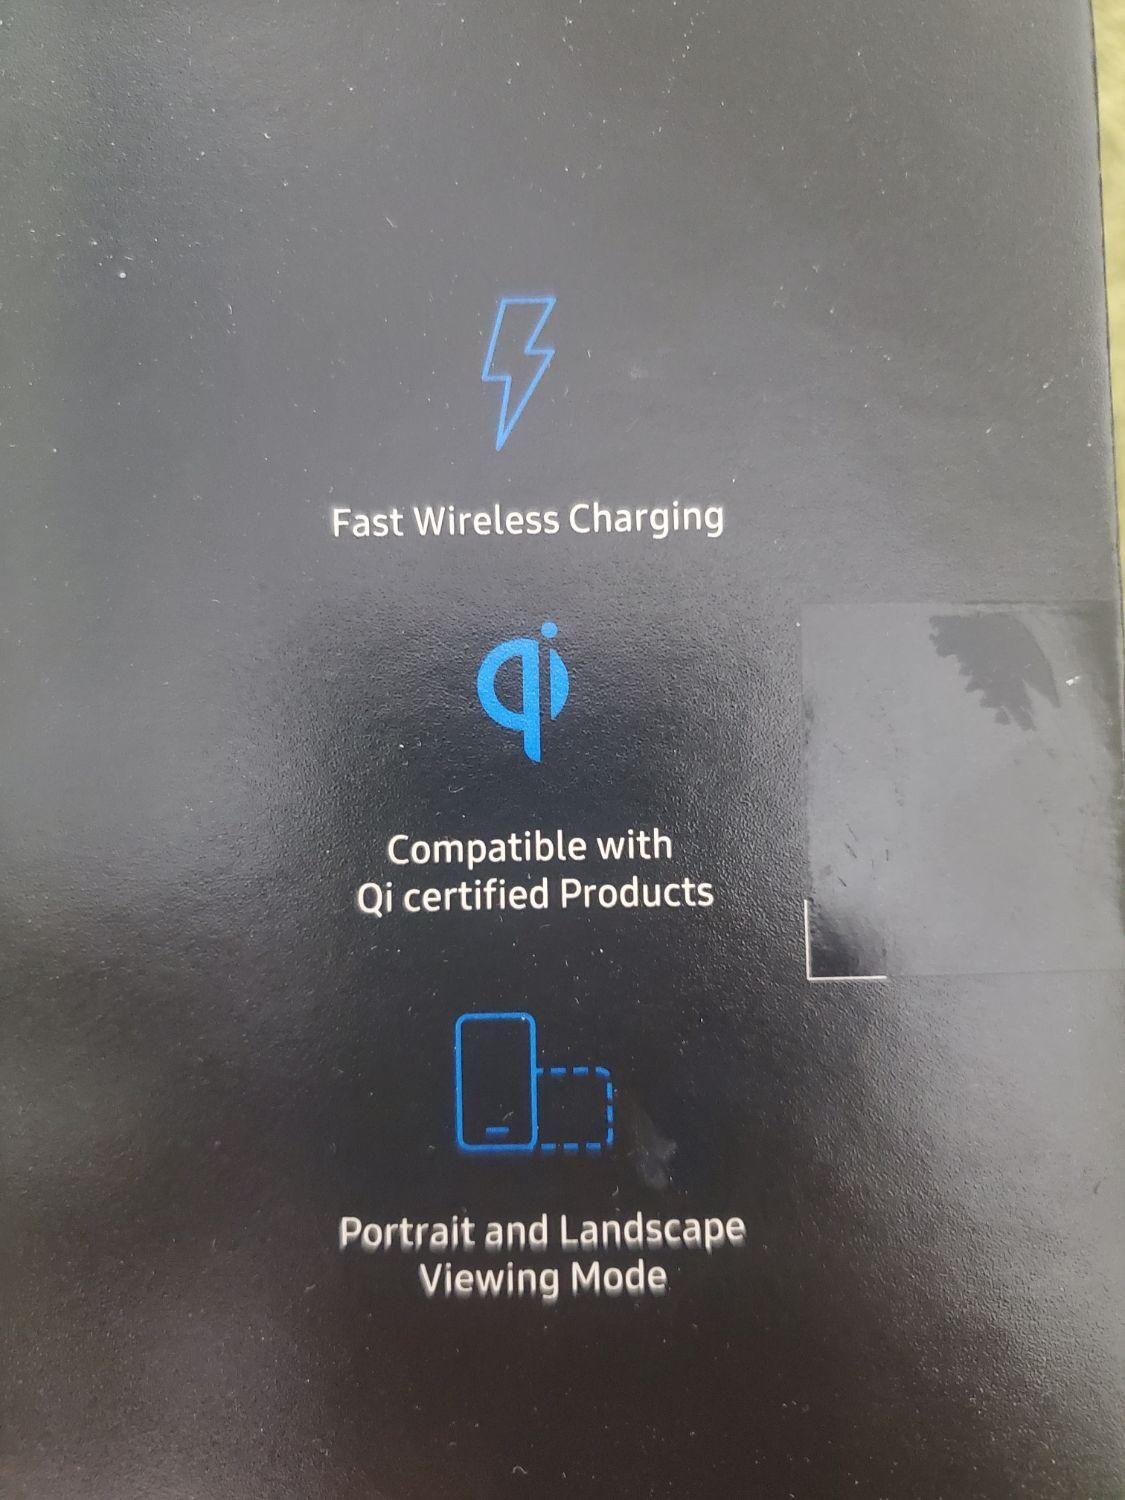 Fast Wireless Charging
qi
Compatible with
Qi certified Products
Portrait and Landscape
Viewing Mode